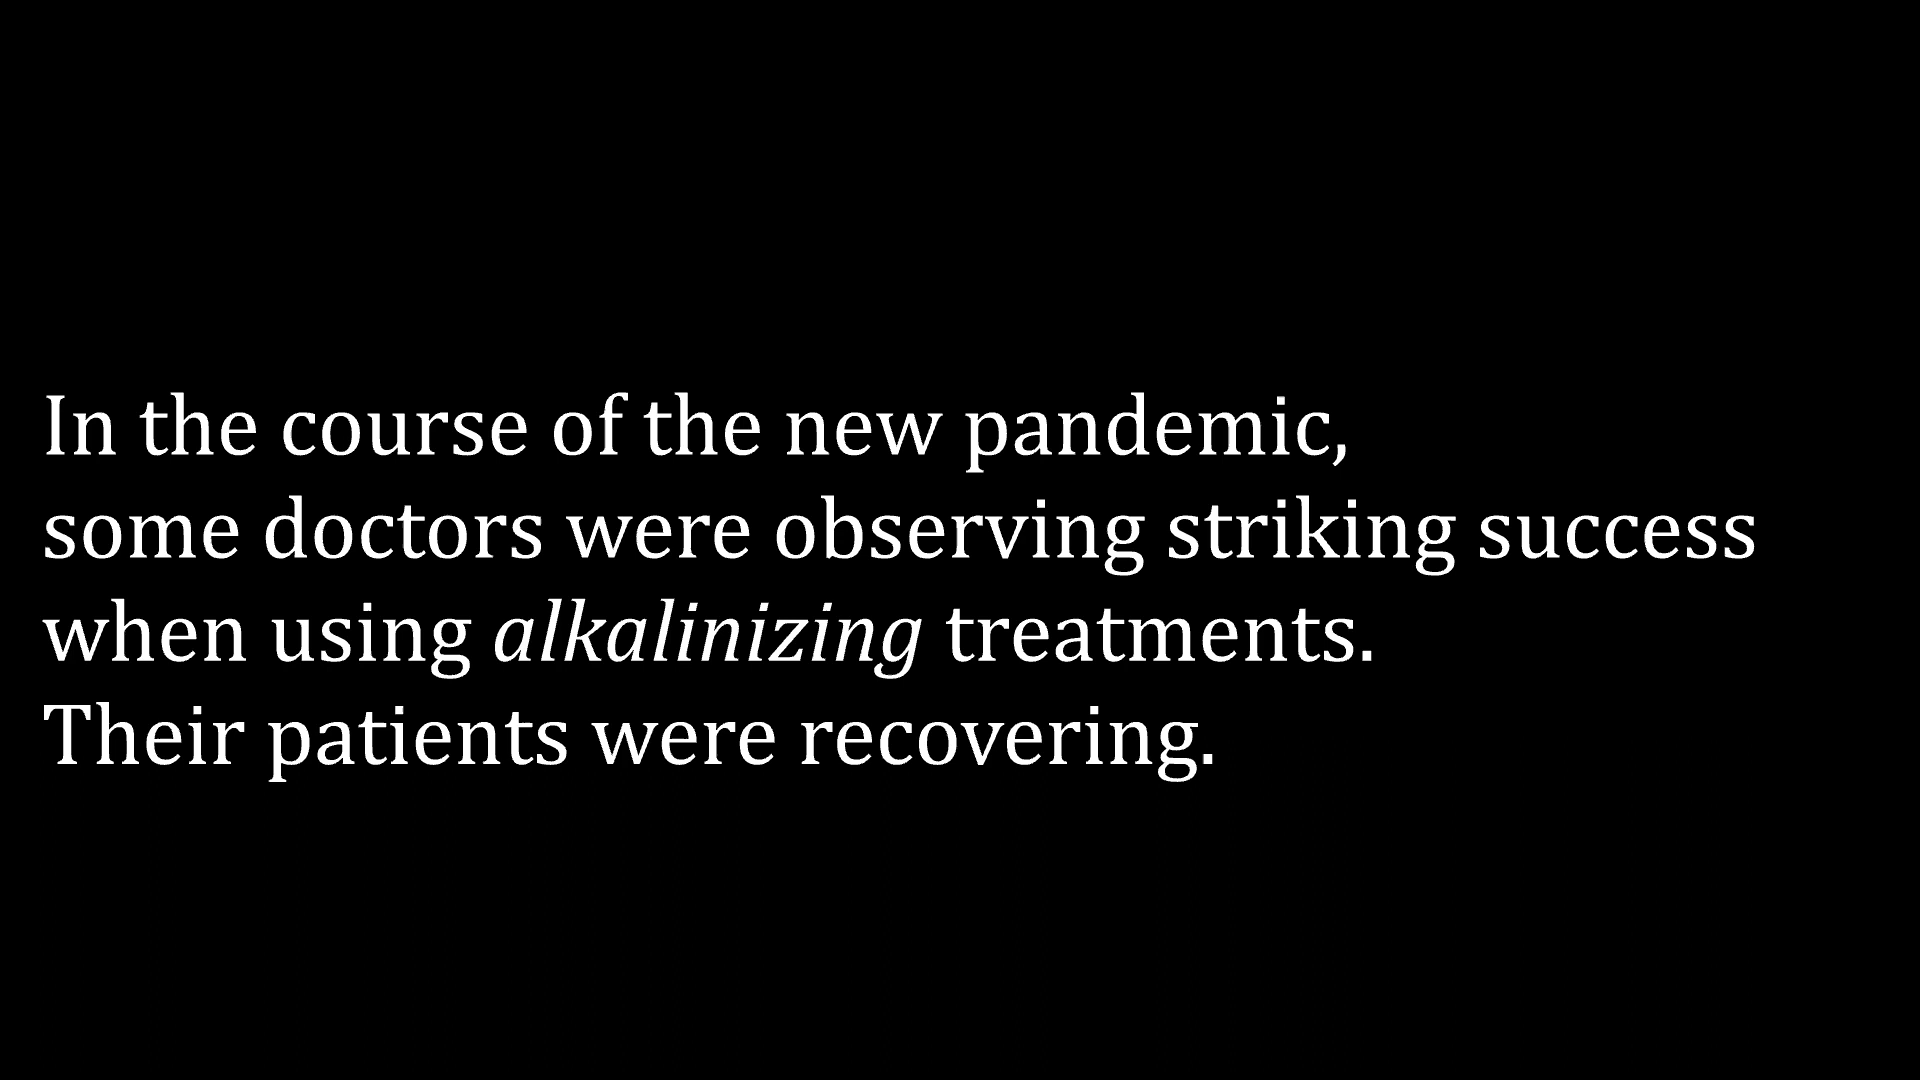 In the course of the new pandemic,
some doctors were observing striking success
when using alkalinizing treatments.
Their patients were recovering.